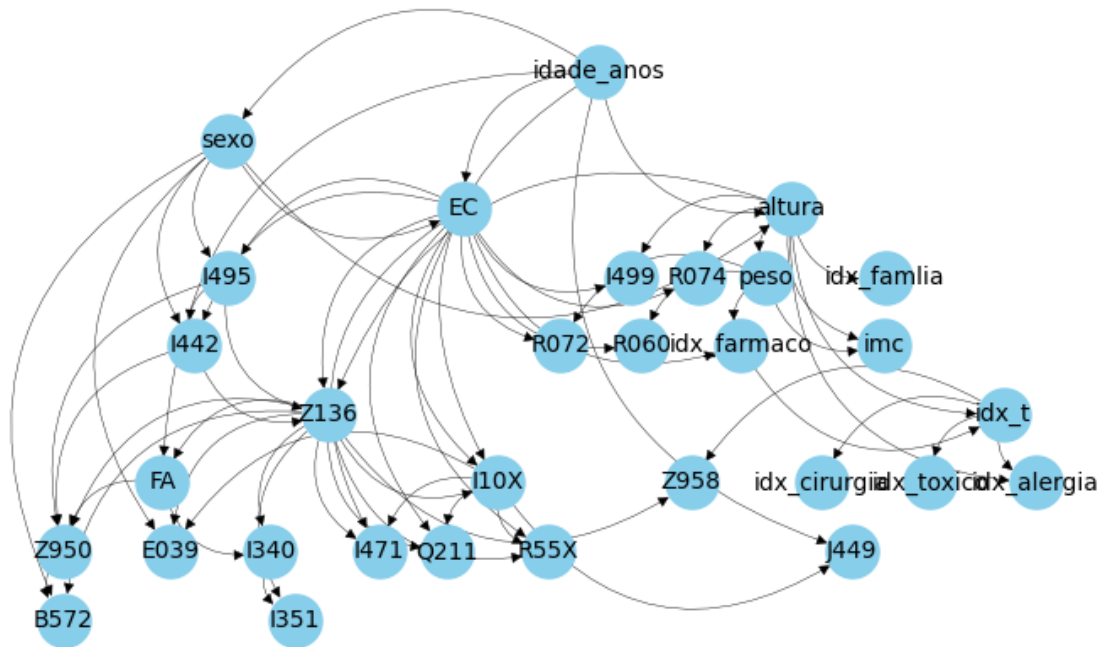 idade_anos
sexo
EC
altura
I495
I499
R074
peso
idx_famlia
I442
R072
R060
idx_farmaco
imc
Z136
idx_t
FA
I10X
Z958
idx_cirurgia
idx_toxico
idx_alergia
Z950
E039
I340
I471
Q211
R55X
J449
B572
I351